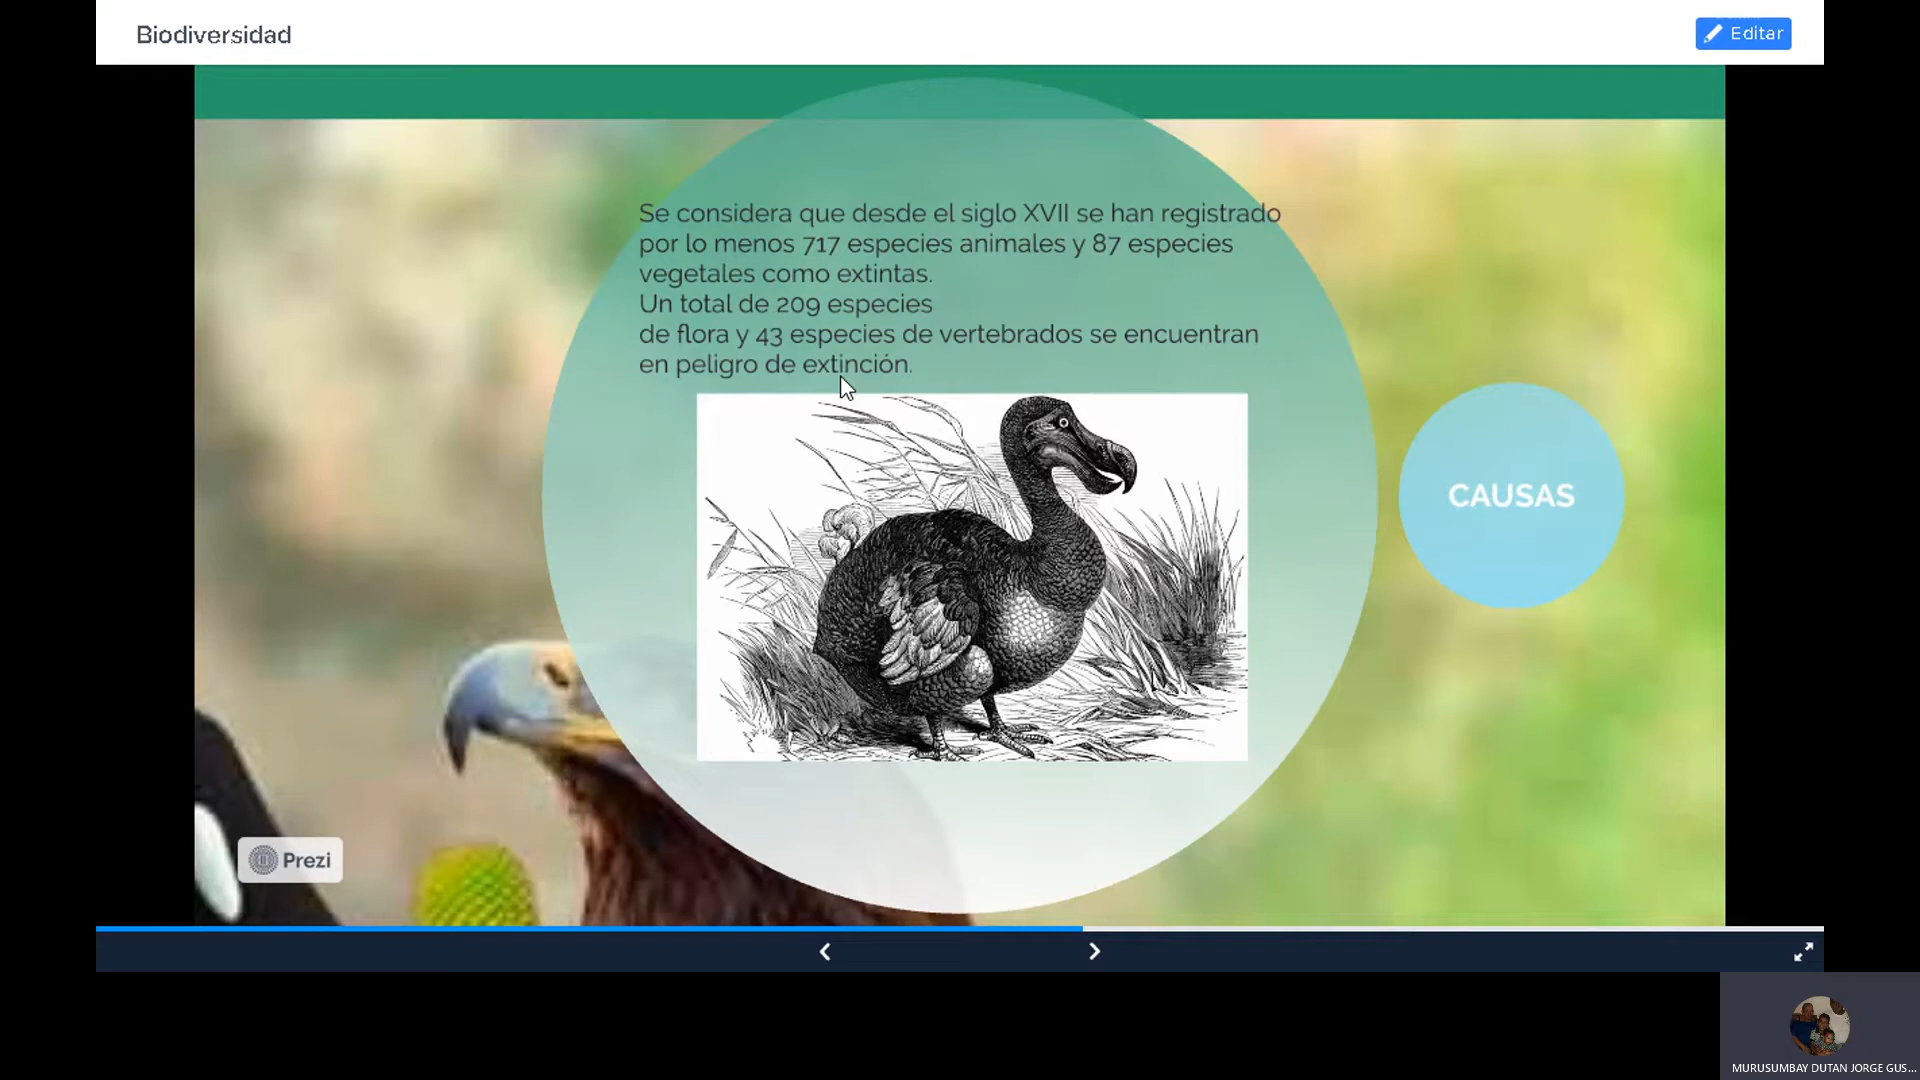 Biodiversidad
Editar
Se considera que desde el siglo XVII se han registrado
por lo menos 717 especies animales y 87 especies
vegetales como extintas.
Un total de 209 especies
de flora y 43 especies de vertebrados se encuentran
en peligro de extinción.
CAUSAS
Prezi
MURUSUMBAY DUTAN JORGE GUS...